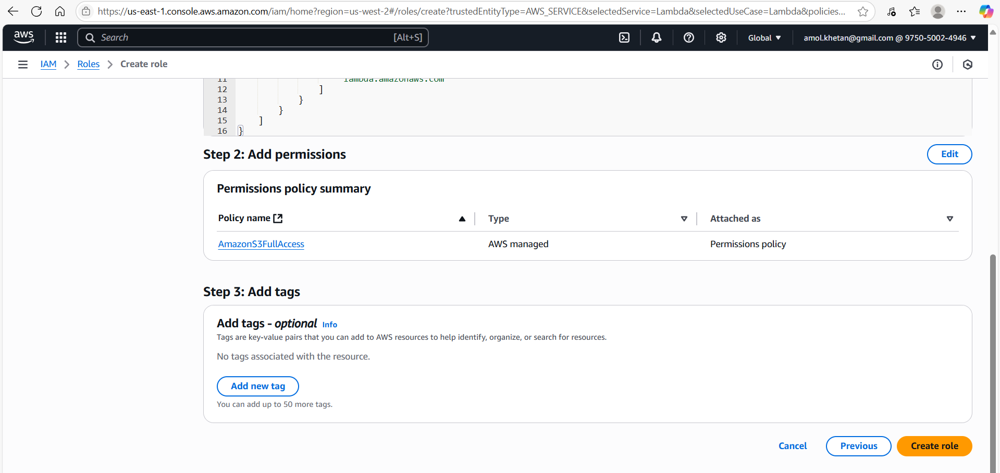 https://us-east-1.console.aws.amazon.com/iam/home?region=us-west-2#/roles/create?trustedEntityType=AWS_SERVICE&selectedService=Lambda&selectedUseCase=Lambda&policies...
aws
Search [Alt+S]
Global
amol.khetan@gmail.com @ 9750-5002-4946
IAM > Roles > Create role
11 lambda.amazonaws.com
12 ]
13 }
14 }
15 ]
16 }
Step 2: Add permissions
Edit
Permissions policy summary
Policy name Type Attached as
AmazonS3FullAccess AWS managed Permissions policy
Step 3: Add tags
Add tags - optional Info
Tags are key-value pairs that you can add to AWS resources to help identify, organize, or search for resources.
No tags associated with the resource.
Add new tag
You can add up to 50 more tags.
Cancel Previous Create role